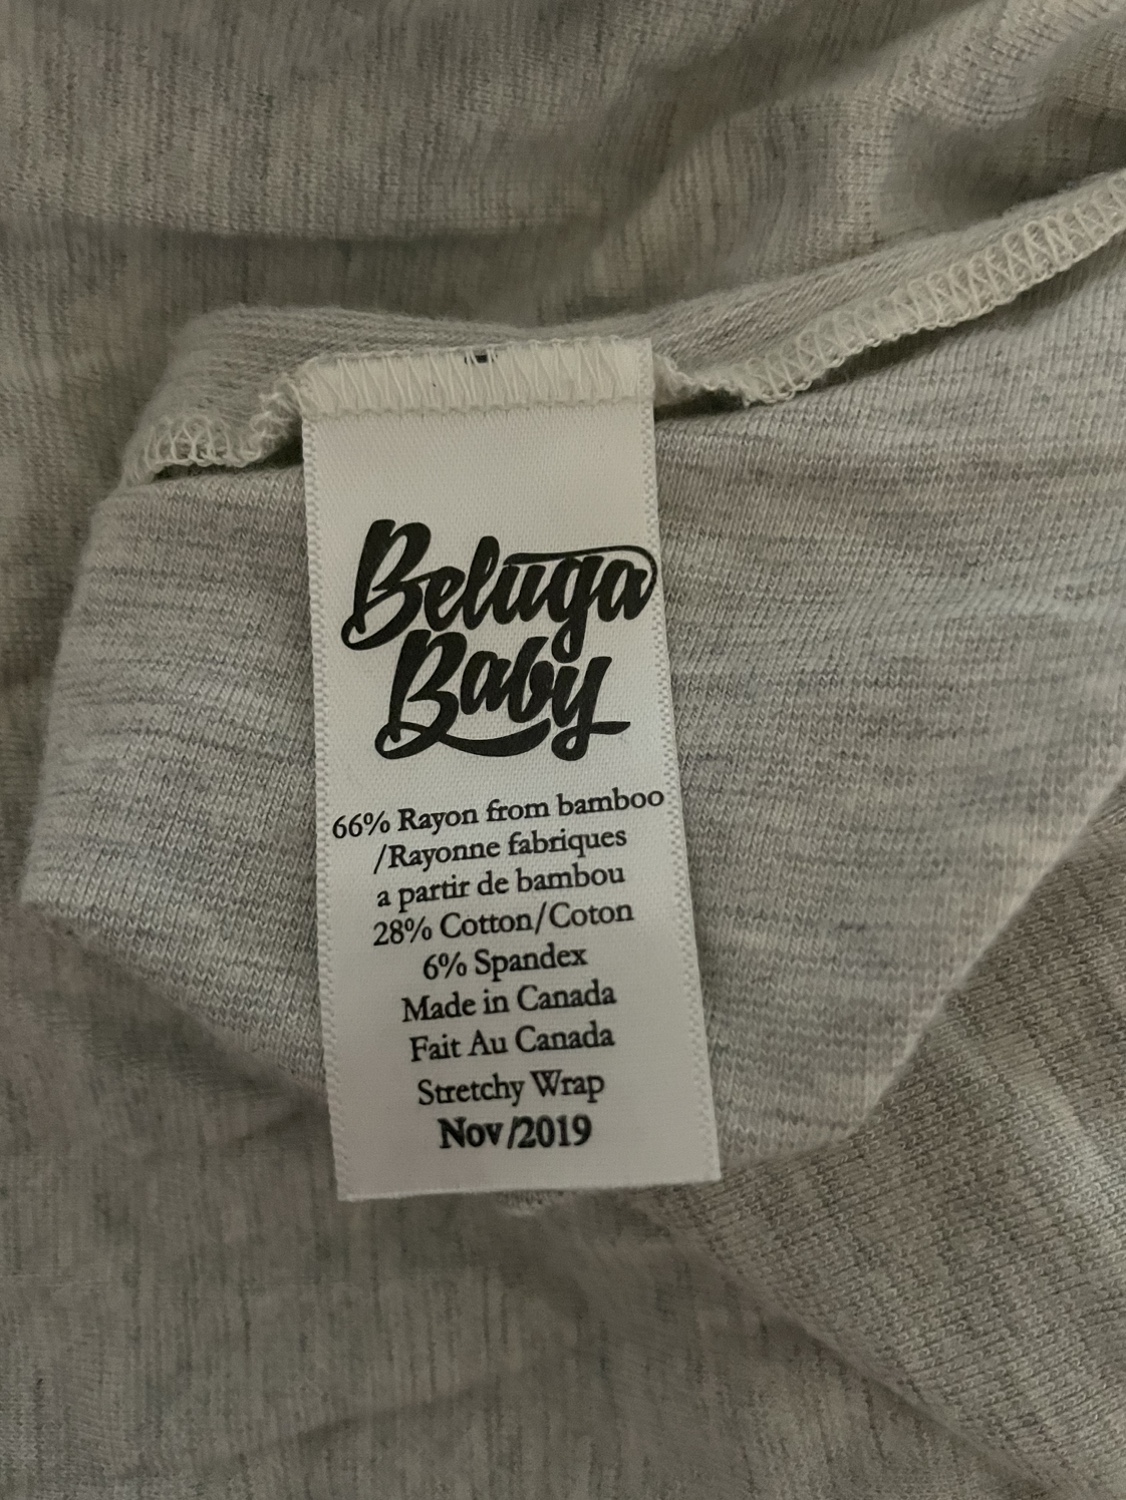 Beluga
Baby
66% Rayon from bamboo
/Rayonne fabriques
a partir de bambou
28% Cotton/Coton
6% Spandex
Made in Canada
Fait Au Canada
Stretchy Wrap
Nov/2019